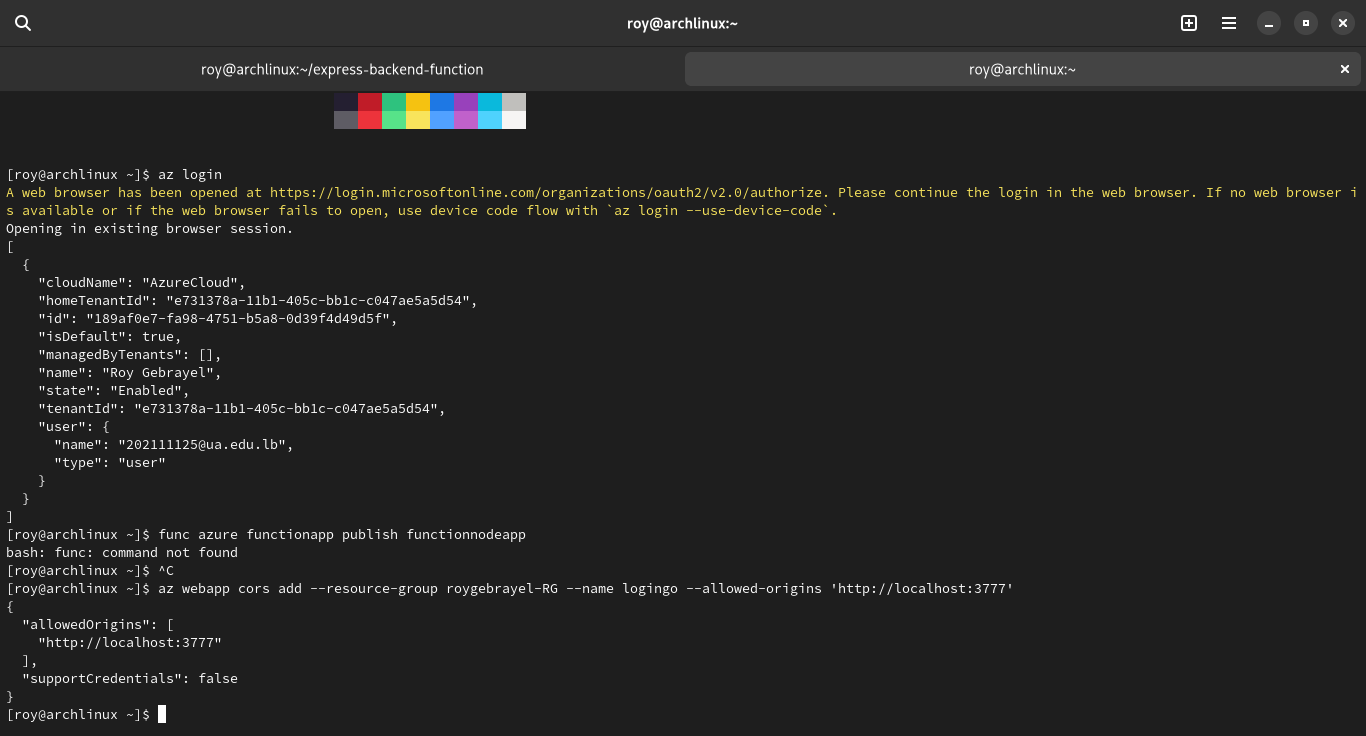 roy@archlinux:~
roy@archlinux:~/express-backend-function
roy@archlinux:~
[roy@archlinux ~]$ az login
A web browser has been opened at https://login.microsoftonline.com/organizations/oauth2/v2.0/authorize. Please continue the login in the web browser. If no web browser i
s available or if the web browser fails to open, use device code flow with `az login --use-device-code`.
Opening in existing browser session.
[
  {
    "cloudName": "AzureCloud",
    "homeTenantId": "e731378a-11b1-405c-bb1c-c047ae5a5d54",
    "id": "189af0e7-fa98-4751-b5a8-0d39f4d49d5f",
    "isDefault": true,
    "managedByTenants": [],
    "name": "Roy Gebrayel",
    "state": "Enabled",
    "tenantId": "e731378a-11b1-405c-bb1c-c047ae5a5d54",
    "user": {
      "name": "202111125@ua.edu.lb",
      "type": "user"
    }
  }
]
[roy@archlinux ~]$ func azure functionapp publish functionnodeapp
bash: func: command not found
[roy@archlinux ~]$ ^C
[roy@archlinux ~]$ az webapp cors add --resource-group roygebrayel-RG --name logingo --allowed-origins 'http://localhost:3777'
{
  "allowedOrigins": [
    "http://localhost:3777"
  ],
  "supportCredentials": false
}
[roy@archlinux ~]$